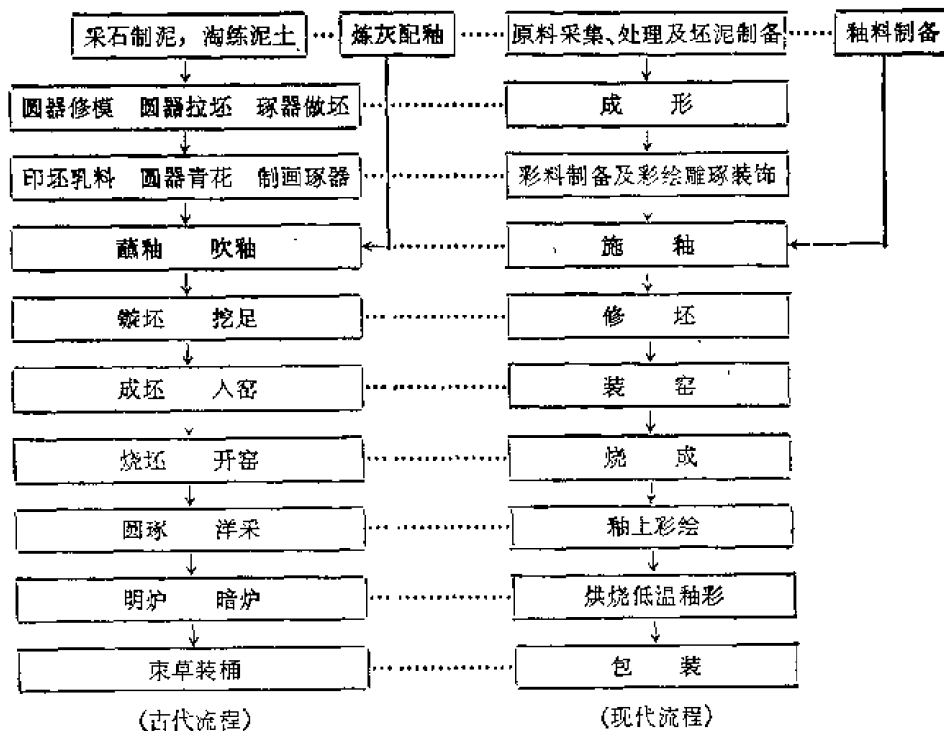 采石制泥，淘练泥土 炼灰配釉 原料采集、处理及坯泥制备 釉料制备
圆器修模 圆器拉坯 琢器做坯 成 形
印坯乳料 圆器青花 制画琢器 彩料制备及彩绘雕琢装饰
蘸釉 吹釉 施 釉
镟坯 挖足 修 坯
成坯 入窑 装 窑
烧坯 开窑 烧 成
圆琢 洋采 釉上彩绘
明炉 暗炉 烘烧低温釉彩
束草装桶 包 装
(古代流程) (现代流程)